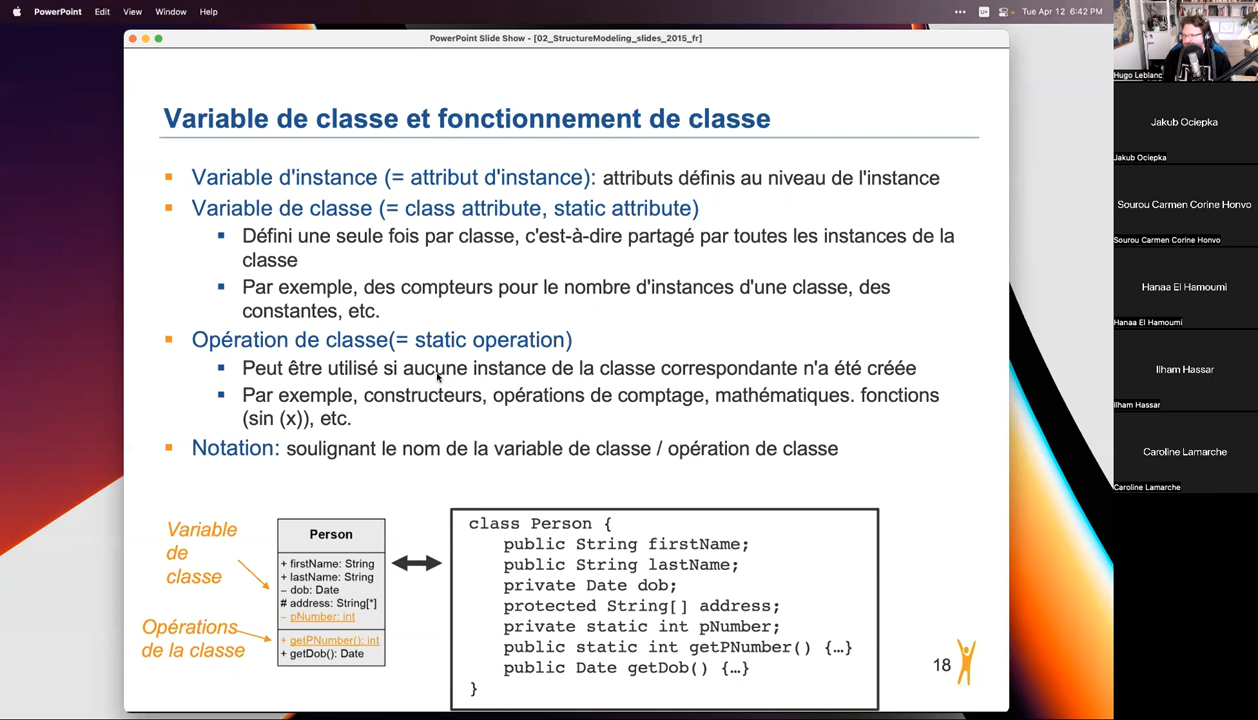 PowerPoint Edit View Window Help
Tue Apr 12 6:42 PM
PowerPoint Slide Show - [02_StructureModeling_slides_2015_fr]
Variable de classe et fonctionnement de classe
Variable d'instance (= attribut d'instance): attributs définis au niveau de l'instance
Variable de classe (= class attribute, static attribute)
Défini une seule fois par classe, c'est-à-dire partagé par toutes les instances de la
classe
Par exemple, des compteurs pour le nombre d'instances d'une classe, des
constantes, etc.
Opération de classe(= static operation)
Peut être utilisé si aucune instance de la classe correspondante n'a été créée
Par exemple, constructeurs, opérations de comptage, mathématiques. fonctions
(sin (x)), etc.
Notation: soulignant le nom de la variable de classe / opération de classe
Variable
de
classe
Opérations
de la classe
Person
+ firstName: String
+ lastName: String
– dob: Date
# address: String[*]
– pNumber: int
+ getPNumber(): int
+ getDob(): Date
class Person {
public String firstName;
public String lastName;
private Date dob;
protected String[] address;
private static int pNumber;
public static int getPNumber() {…}
public Date getDob() {…}
}
18
Hugo Leblanc
Jakub Ociepka
Jakub Ociepka
Sourou Carmen Corine Honvo
Sourou Carmen Corine Honvo
Hanaa El Hamoumi
Hanaa El Hamoumi
Ilham Hassar
Ilham Hassar
Caroline Lamarche
Caroline Lamarche